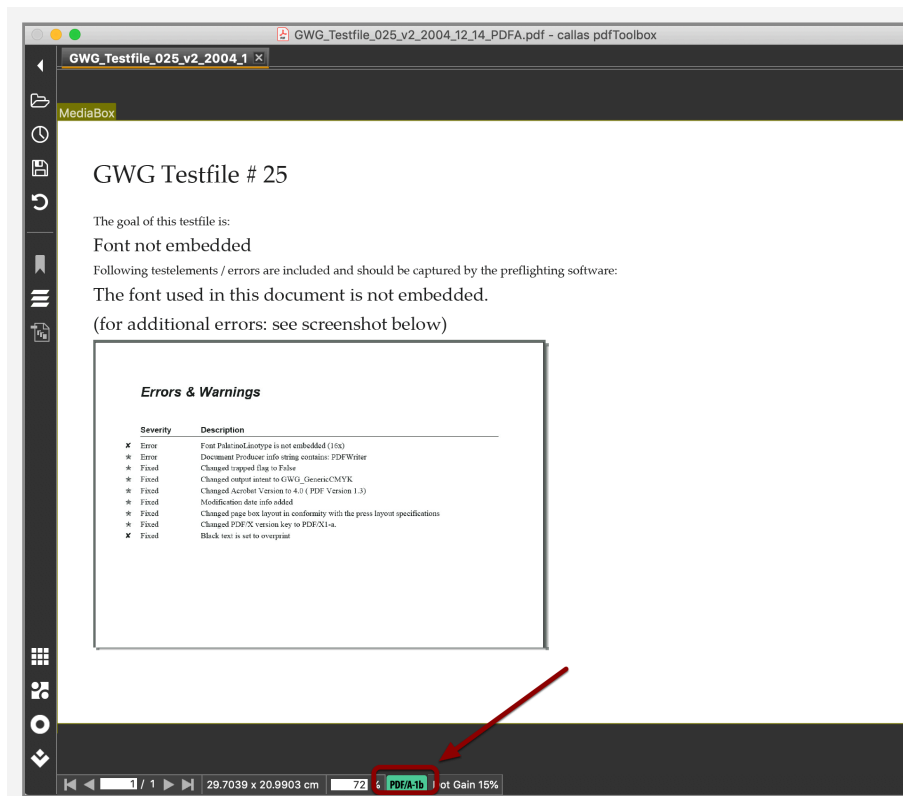 GWG_Testfile_025_v2_2004_12_14_PDFA.pdf - callas pdfToolbox
GWG_Testfile_025_v2_2004_1
MediaBox
GWG Testfile # 25
The goal of this testfile is:
Font not embedded
Following testelements / errors are included and should be captured by the preflighting software:
The font used in this document is not embedded.
(for additional errors: see screenshot below)
Errors & Warnings
Severity Description
Error Font PalatinoLinotype is not embedded (16x)
Error Document Producer info string contains: PDFWriter
Fixed Changed trapped flag to False
Fixed Changed output intent to GWG_GenericCMYK
Fixed Changed Acrobat Version to 4.0 ( PDF Version 1.3)
Fixed Modification date info added
Fixed Changed page box layout in conformity with the press layout specifications
Fixed Changed PDF/X version key to PDF/X1-a.
Fixed Black text is set to overprint
1 / 1 29.7039 x 20.9903 cm 72 % PDF/A-1b Dot Gain 15%